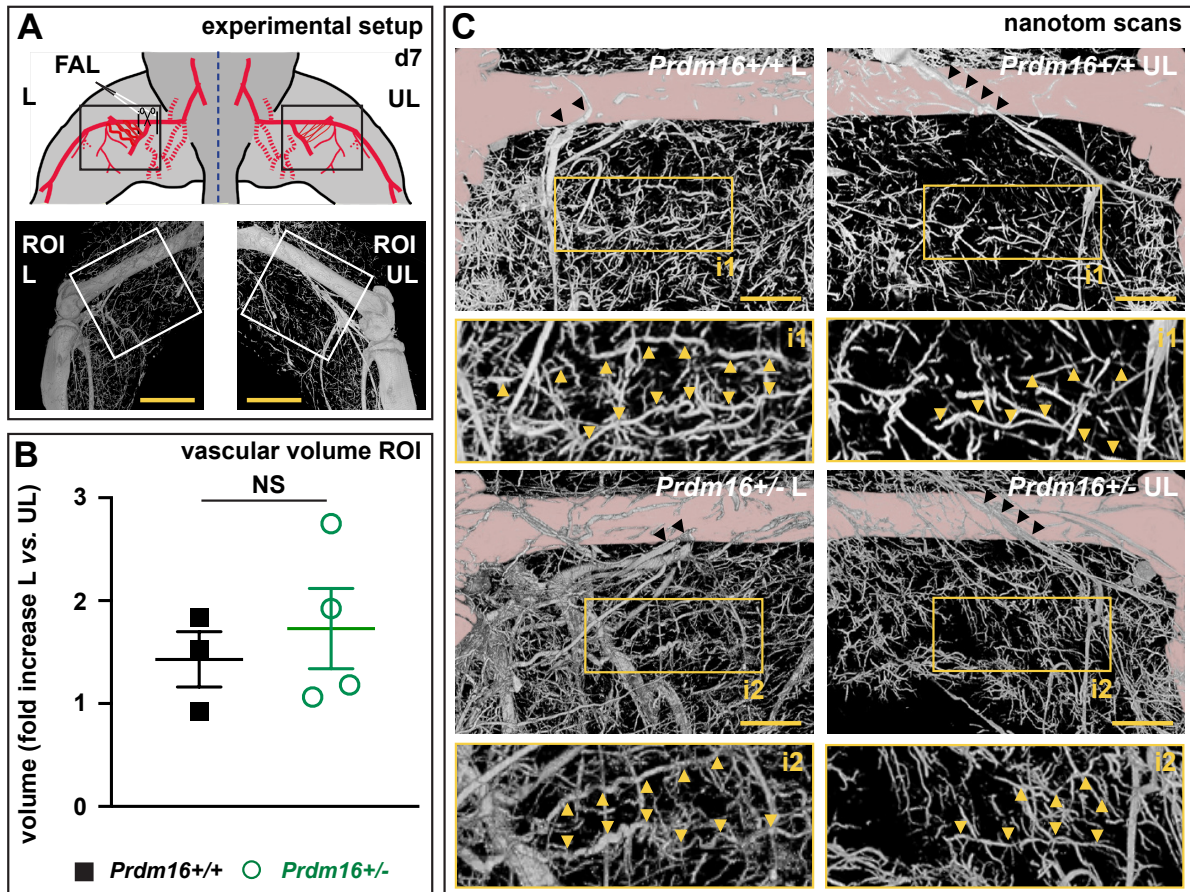 A
experimental setup
d7
FAL
L
UL
ROI
L
ROI
UL
B
vascular volume ROI
NS
volume (fold increase L vs. UL)
3
2
1
0
Prdm16+/+
Prdm16+/-
C
nanotom scans
Prdm16+/+ L
Prdm16+/+ UL
i1
i1
i1
i1
Prdm16+/- L
Prdm16+/- UL
i2
i2
i2
i2